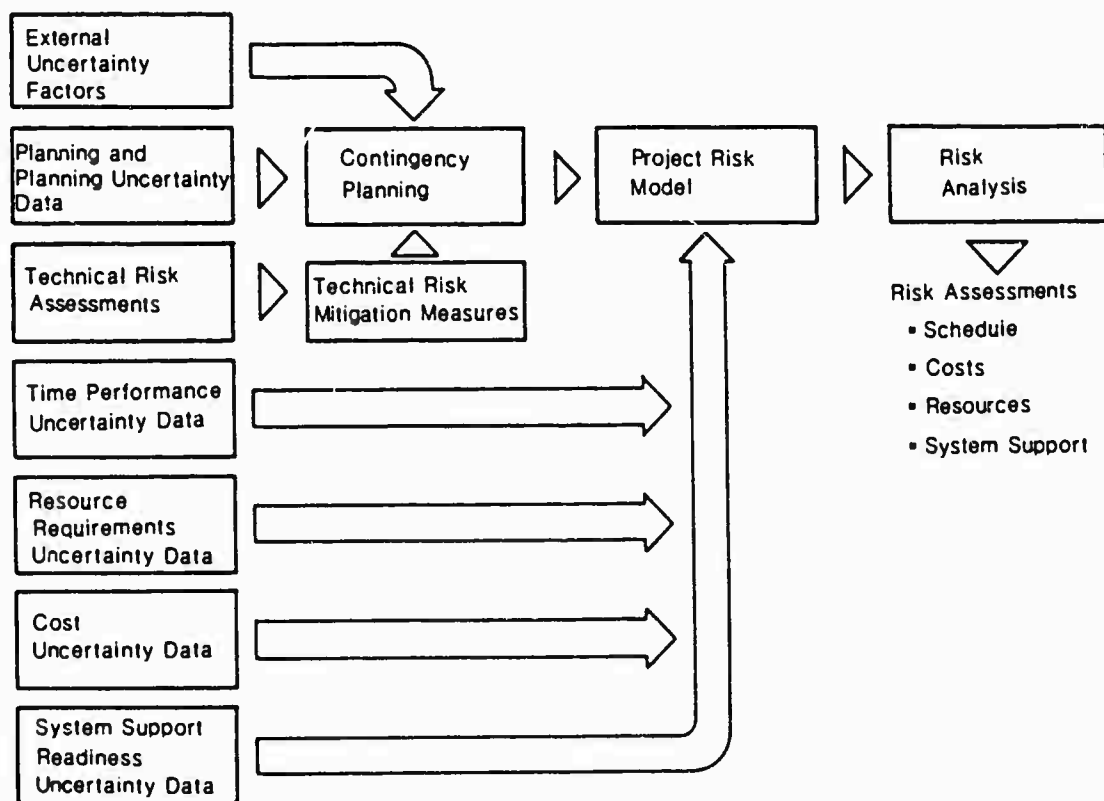 External
Uncertainty
Factors
Planning and
Planning Uncertainty
Data
Contingency
Planning
Project Risk
Model
Risk
Analysis
Technical Risk
Assessments
Technical Risk
Mitigation Measures
Risk Assessments
▪ Schedule
▪ Costs
▪ Resources
▪ System Support
Time Performance
Uncertainty Data
Resource
Requirements
Uncertainty Data
Cost
Uncertainty Data
System Support
Readiness
Uncertainty Data